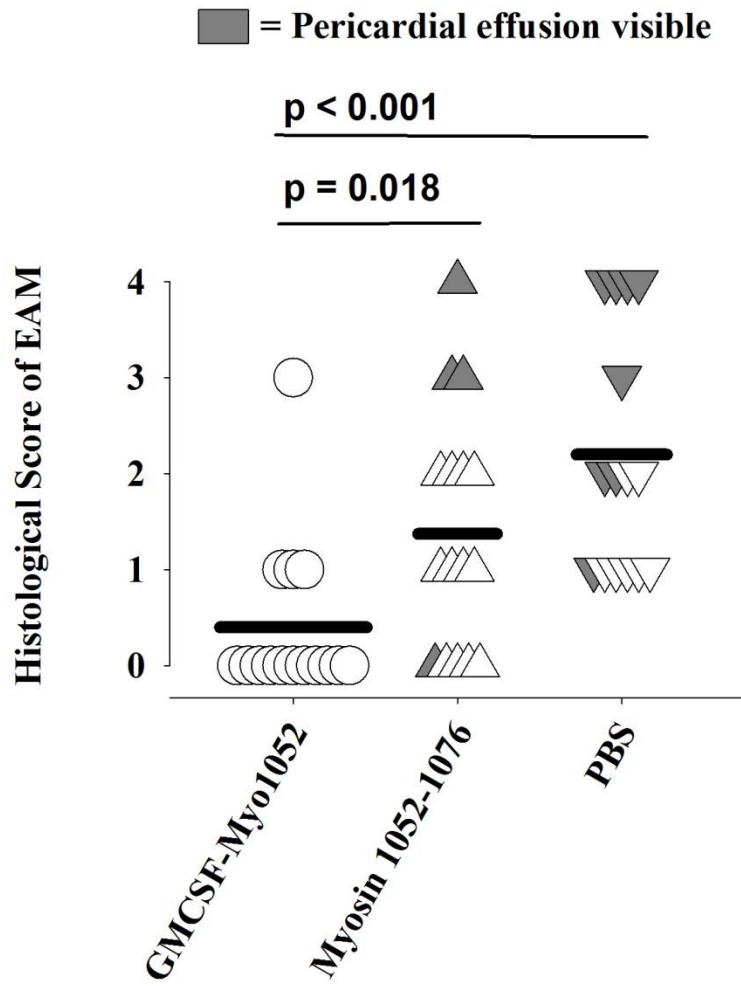 = Pericardial effusion visible
p < 0.001
p = 0.018
Histological Score of EAM
4
3
2
1
0
GMCSF-Myo1052
Myosin 1052-1076
PBS